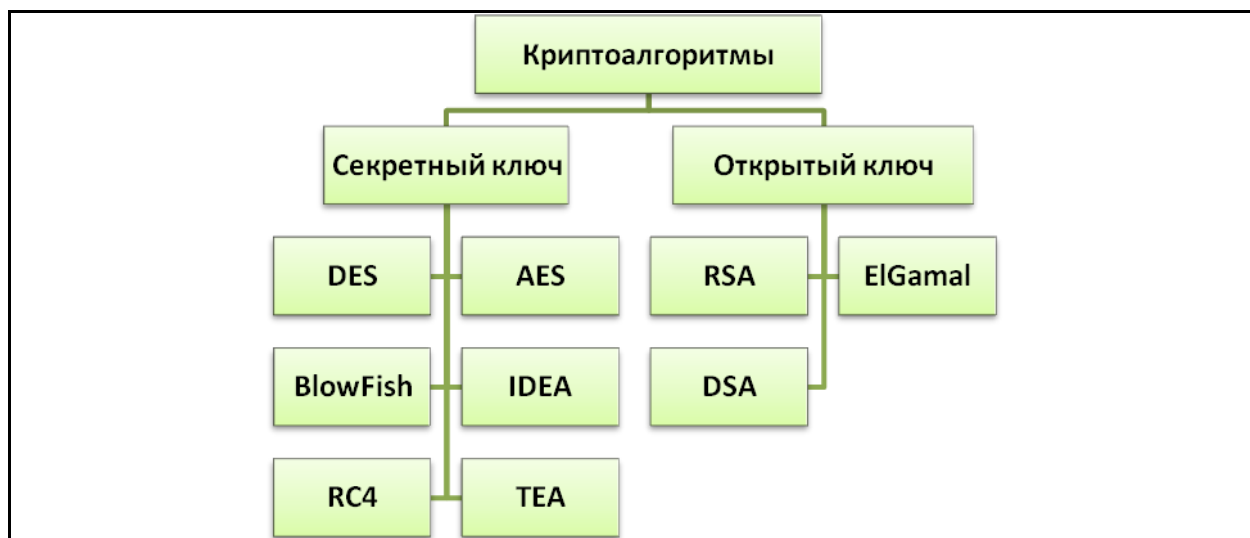 Криптоалгоритмы
Секретный ключ
Открытый ключ
DES
AES
RSA
ElGamal
BlowFish
IDEA
DSA
RC4
TEA